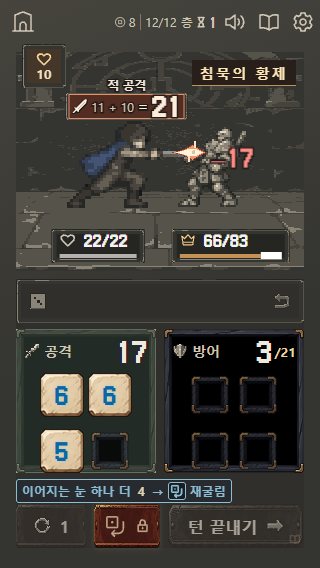 8 12/12 층 1
10
적 공격
침묵의 황제
11 + 10 = 21
17
22/22
66/83
공격 17
방어 3/21
6 6
5
이어지는 눈 하나 더 4 → 재굴림
1
턴 끝내기